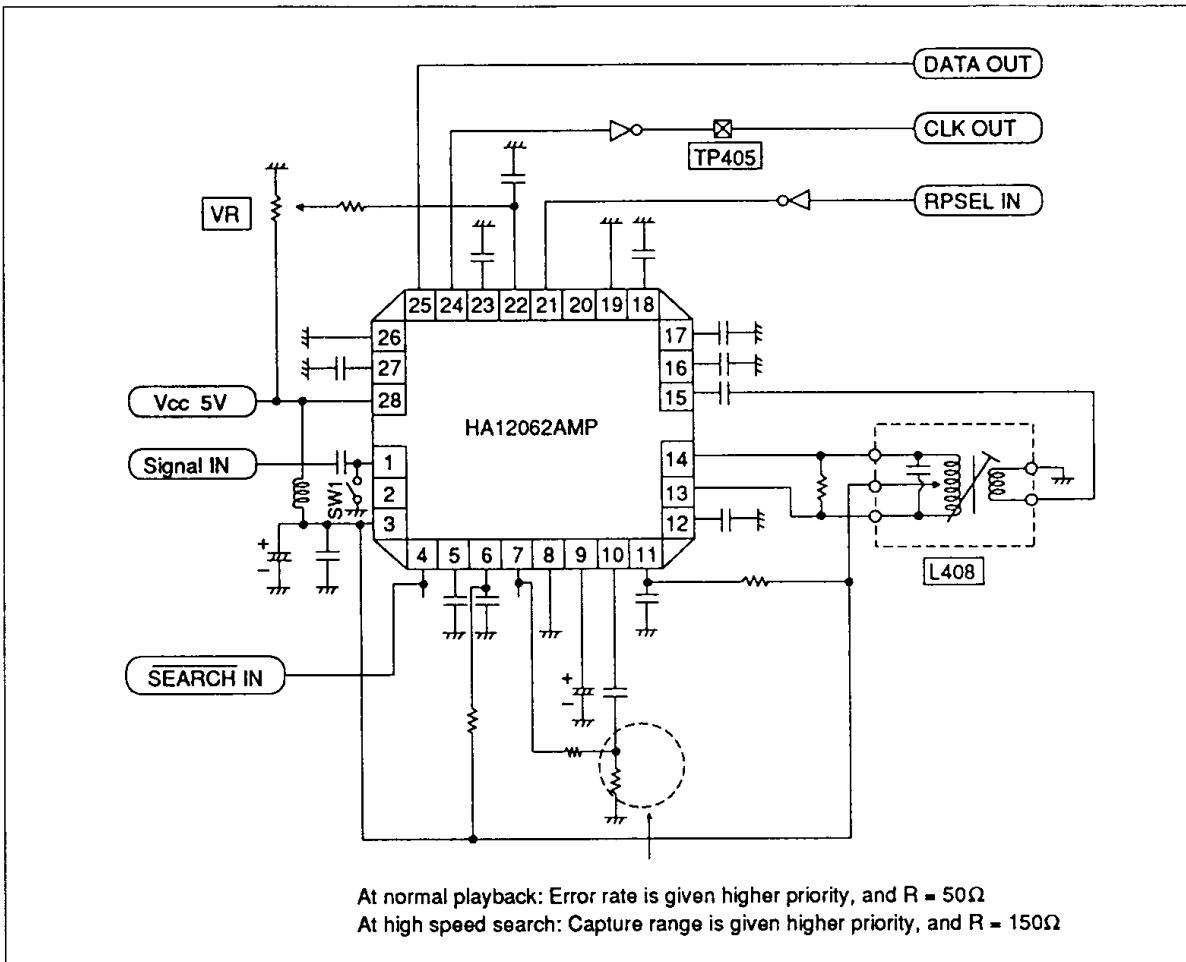 DATA OUT
CLK OUT
TP405
VR
RPSEL IN
25 24 23 22 21 20 19 18
26
27
28
17
16
15
Vcc 5V
HA12062AMP
Signal IN
1
2
3
SW1
14
13
12
+
−
4 5 6 7 8 9 10 11
L408
SEARCH IN
+
−
At normal playback: Error rate is given higher priority, and R = 50Ω
At high speed search: Capture range is given higher priority, and R = 150Ω